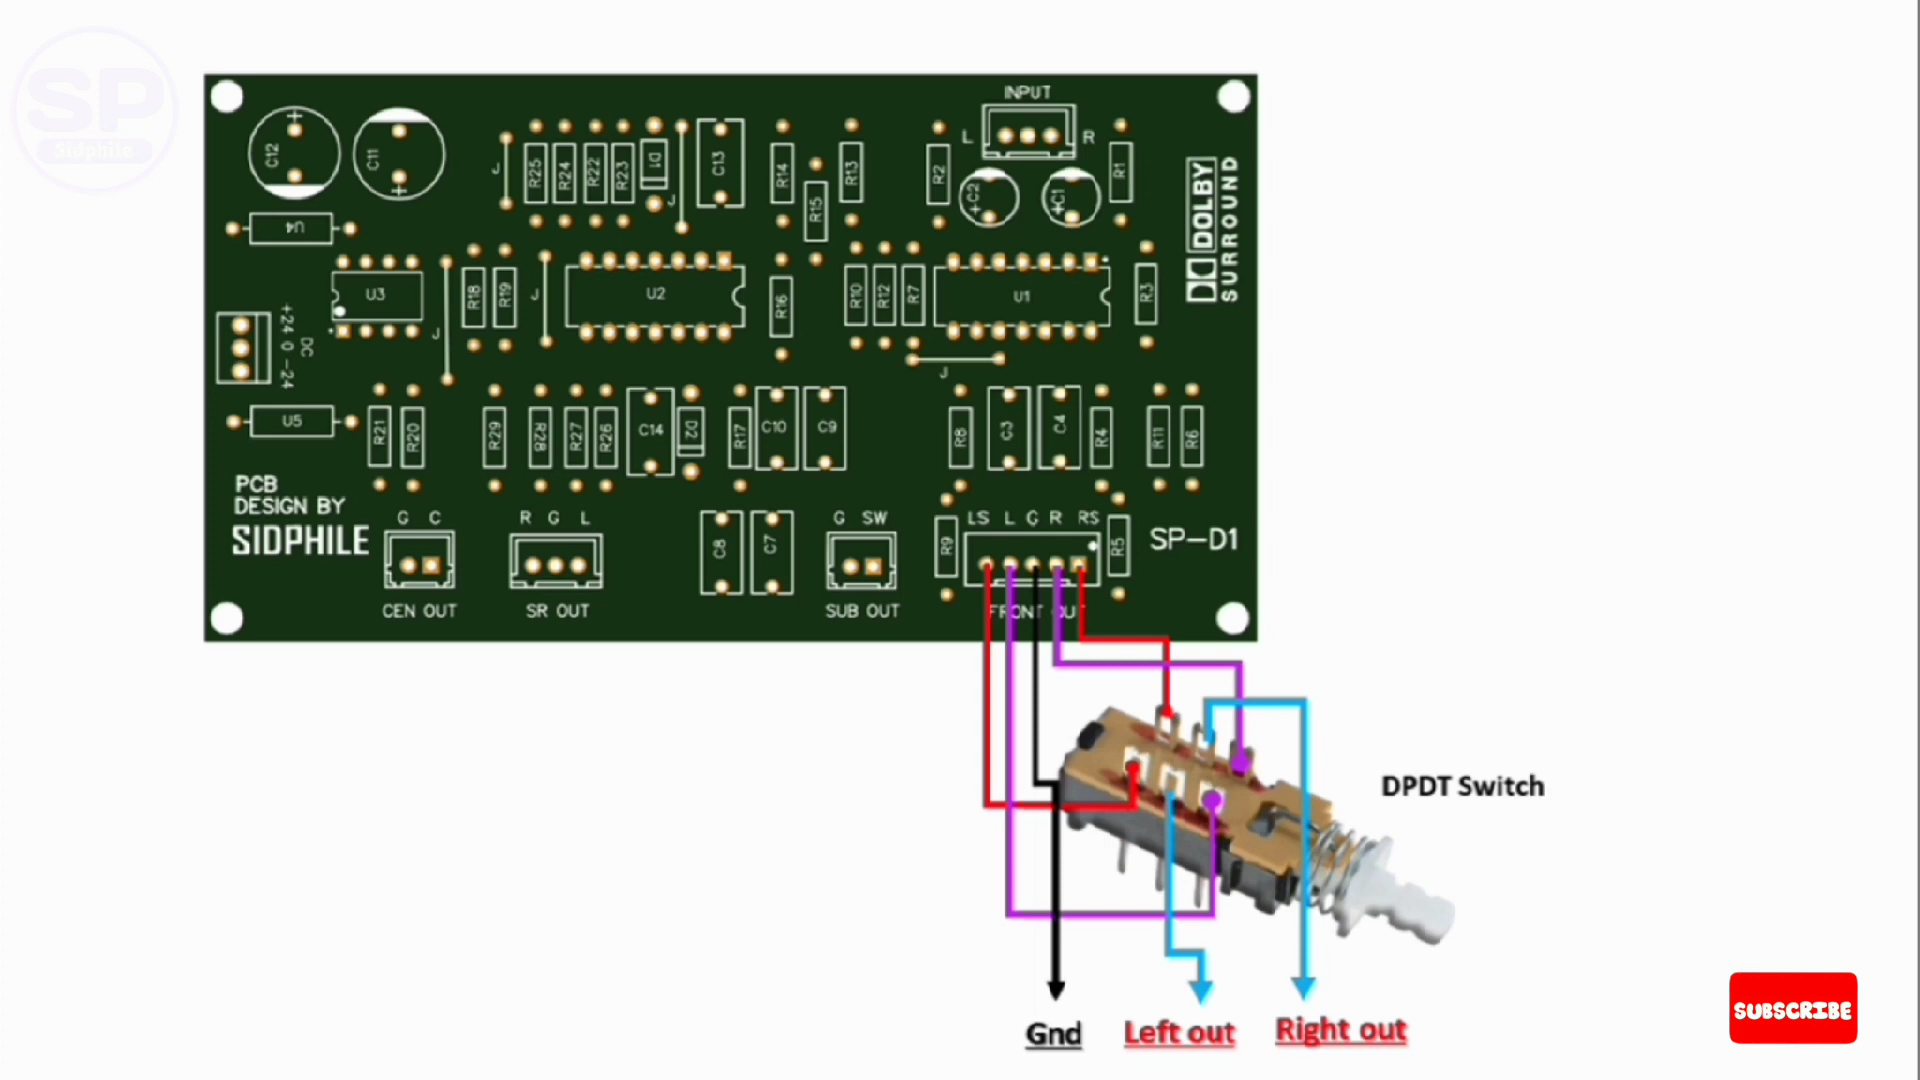 SP
Sidphile
INPUT
L
R
C12
C11
J
R25
R24
R22
R23
D1
J
C13
R14
R15
R13
R2
+C2
+C1
R1
DOLBY
SURROUND
U4
U3
R18
R19
J
U2
R16
R10
R12
R7
U1
R3
J
+24 0 -24
DC
J
U5
R21
R20
R29
R28
R27
R26
C14
D2
R17
C10
C9
R8
C3
C4
R4
R11
R6
PCB
DESIGN BY
SIDPHILE
G C
R G L
C8
C7
G SW
R9
LS L G R RS
R5
SP-D1
CEN OUT
SR OUT
SUB OUT
FRONT OUT
DPDT Switch
Gnd
Left out
Right out
SUBSCRIBE